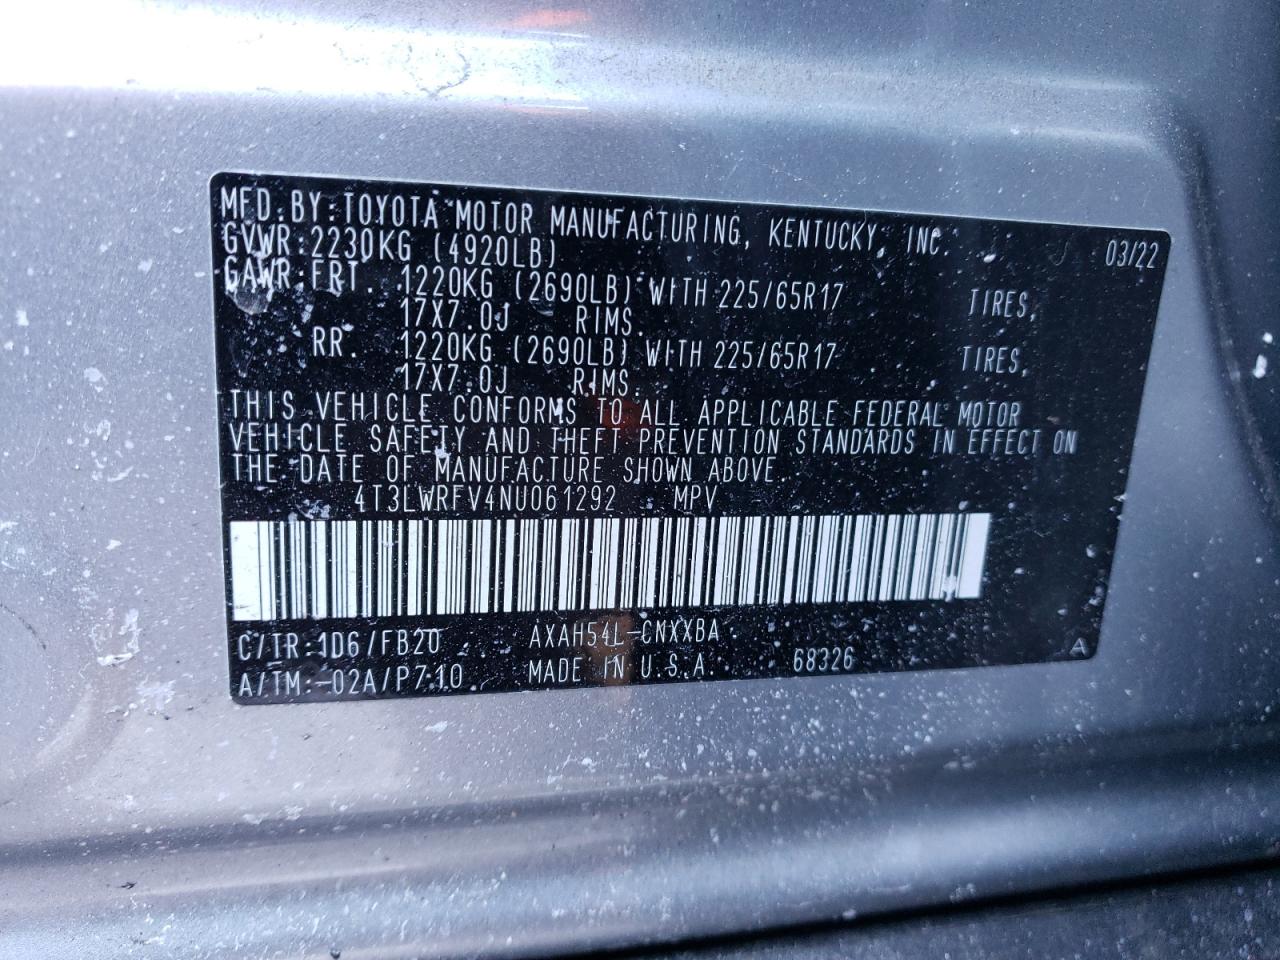 MFD. BY: TOYOTA MOTOR MANUFACTURING, KENTUCKY, INC. 03/22
GVWR: 2230KG (4920LB)
GAWR: FRT. 1220KG (2690LB) WITH 225/65R17 TIRES,
17X7.0J RIMS.
RR. 1220KG (2690LB) WITH 225/65R17 TIRES,
17X7.0J RIMS.
THIS VEHICLE CONFORMS TO ALL APPLICABLE FEDERAL MOTOR
VEHICLE SAFETY AND THEFT PREVENTION STANDARDS IN EFFECT ON
THE DATE OF MANUFACTURE SHOWN ABOVE.
4T3LWRFV4NU061292 MPV
C/TR: 1D6/FB20 AXAH54L-CNXXBA
A/TM: -02A/P710 MADE IN U.S.A. 68326 A